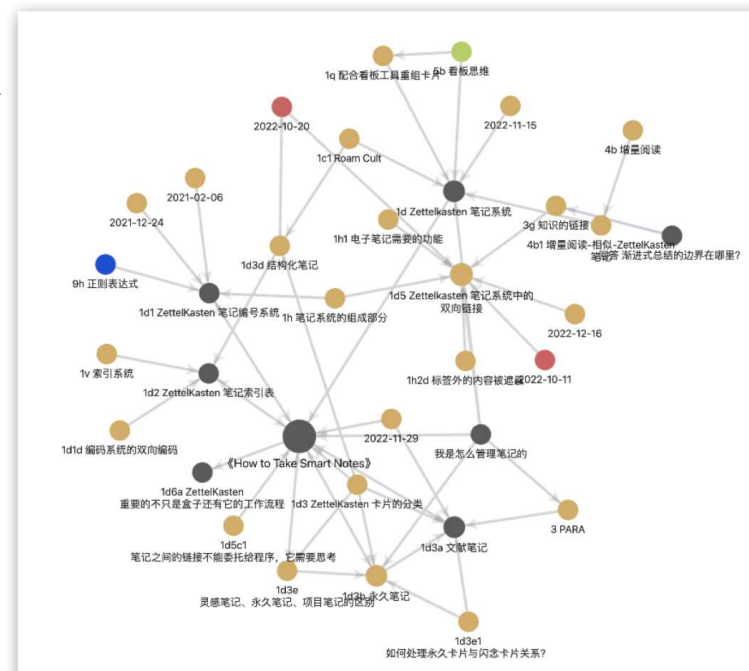 1q 配合看板工具重组卡片
5b 看板思维
2022-10-20
2022-11-15
1c1 Roam Cult
4b 增量阅读
2021-02-06
2021-12-24
1d Zettelkasten 笔记系统
3g 知识的链接
1h1 电子笔记需要的功能
4b1 增量阅读-相似-ZettelKasten
笔记
回答 渐进式总结的边界在哪里?
1d3d 结构化笔记
9h 正则表达式
1d1 ZettelKasten 笔记编号系统
1h 笔记系统的组成部分
1d5 Zettelkasten 笔记系统中的
双向链接
2022-12-16
1v 索引系统
1d2 ZettelKasten 笔记索引表
1h2d 标签外的内容被遮蔽
2022-10-11
1d1d 编码系统的双向编码
2022-11-29
我是怎么管理笔记的
《How to Take Smart Notes》
1d6a ZettelKasten
重要的不只是盒子还有它的工作流程
1d3 ZettelKasten 卡片的分类
3 PARA
1d5c1
笔记之间的链接不能委托给程序，它需要思考
1d3a 文献笔记
1d3e
灵感笔记、永久笔记、项目笔记的区别
1d3b 永久笔记
1d3e1
如何处理永久卡片与闪念卡片关系?